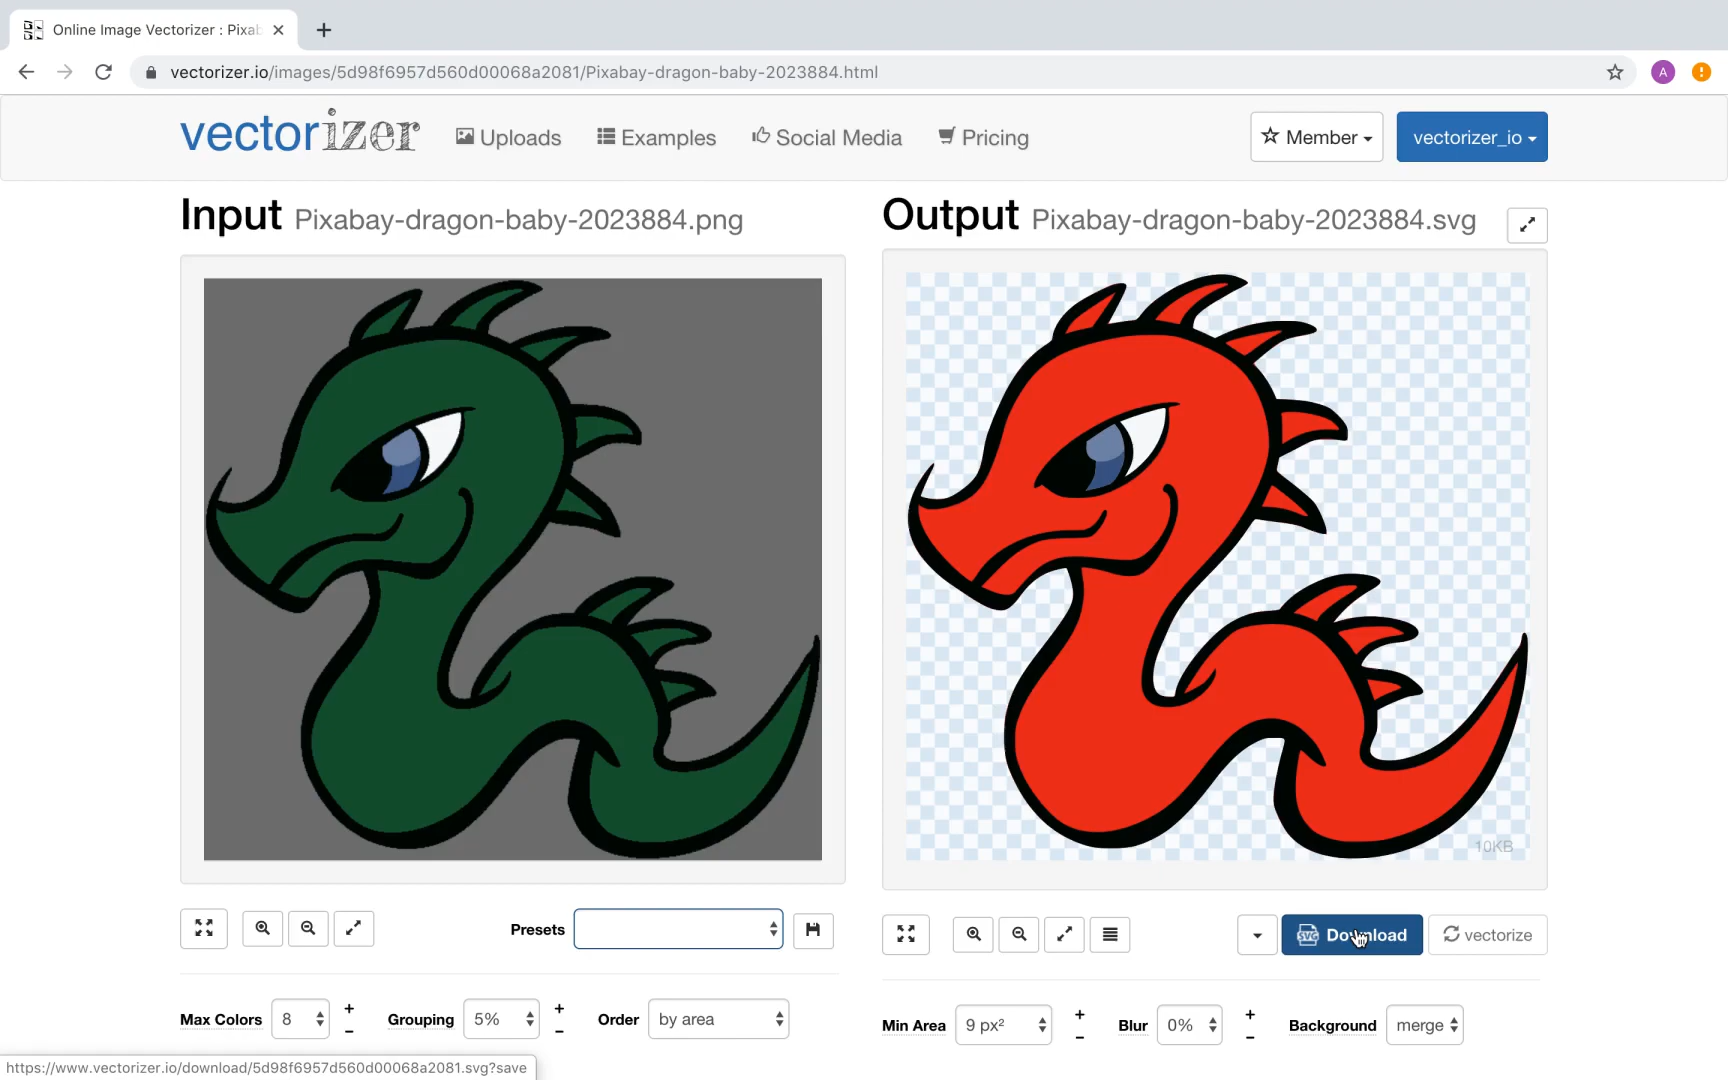 Online Image Vectorizer : Pixab
vectorizer.io/images/5d98f6957d560d00068a2081/Pixabay-dragon-baby-2023884.html
A
vectorizer Uploads Examples Social Media Pricing Member vectorizer_io
Input Pixabay-dragon-baby-2023884.png
Output Pixabay-dragon-baby-2023884.svg
10KB
Presets
SVG Download vectorize
Max Colors 8 + - Grouping 5% + - Order by area
Min Area 9 px² + - Blur 0% + - Background merge
https://www.vectorizer.io/download/5d98f6957d560d00068a2081.svg?save